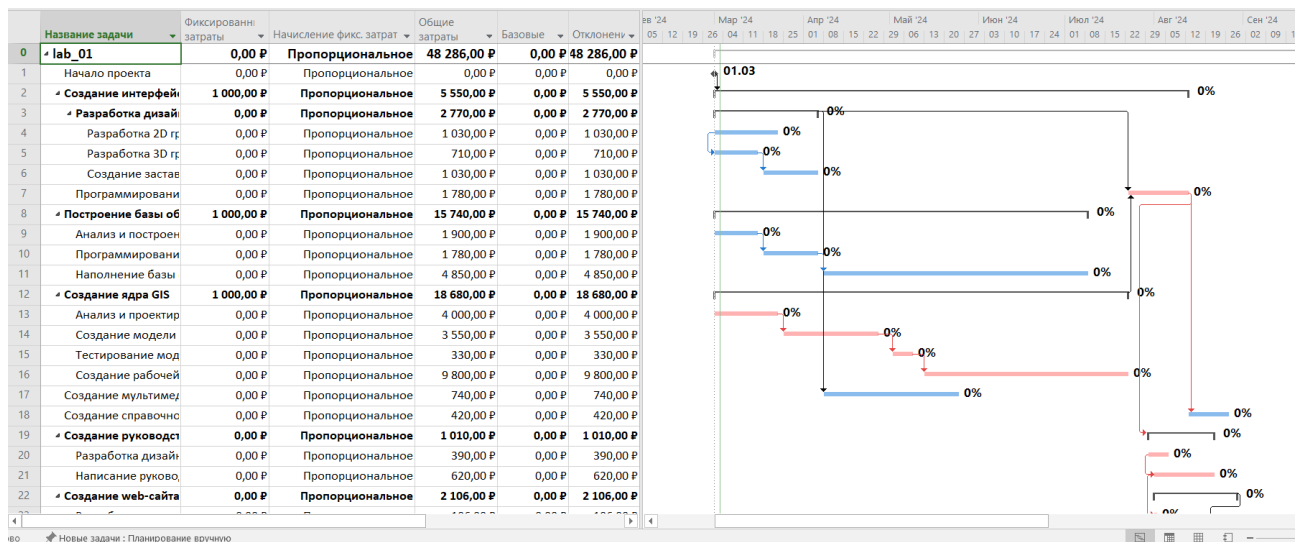 Название задачи Фиксированн затраты Начисление фикс. затрат Общие затраты Базовые Отклонени
ев '24 Мар '24 Апр '24 Май '24 Июн '24 Июл '24 Авг '24 Сен '24
05 12 19 26 04 11 18 25 01 08 15 22 29 06 13 20 27 03 10 17 24 01 08 15 22 29 05 12 19 26 02 09
0 lab_01 0,00 ₽ Пропорциональное 48 286,00 ₽ 0,00 ₽ 48 286,00 ₽
1 Начало проекта 0,00 ₽ Пропорциональное 0,00 ₽ 0,00 ₽ 0,00 ₽ 01.03
2 Создание интерфей 1 000,00 ₽ Пропорциональное 5 550,00 ₽ 0,00 ₽ 5 550,00 ₽ 0%
3 Разработка дизай 0,00 ₽ Пропорциональное 2 770,00 ₽ 0,00 ₽ 2 770,00 ₽ 0%
4 Разработка 2D гр 0,00 ₽ Пропорциональное 1 030,00 ₽ 0,00 ₽ 1 030,00 ₽ 0%
5 Разработка 3D гр 0,00 ₽ Пропорциональное 710,00 ₽ 0,00 ₽ 710,00 ₽ 0%
6 Создание застав 0,00 ₽ Пропорциональное 1 030,00 ₽ 0,00 ₽ 1 030,00 ₽ 0%
7 Программировани 0,00 ₽ Пропорциональное 1 780,00 ₽ 0,00 ₽ 1 780,00 ₽ 0%
8 Построение базы об 1 000,00 ₽ Пропорциональное 15 740,00 ₽ 0,00 ₽ 15 740,00 ₽ 0%
9 Анализ и построен 0,00 ₽ Пропорциональное 1 900,00 ₽ 0,00 ₽ 1 900,00 ₽ 0%
10 Программировани 0,00 ₽ Пропорциональное 1 780,00 ₽ 0,00 ₽ 1 780,00 ₽ 0%
11 Наполнение базы 0,00 ₽ Пропорциональное 4 850,00 ₽ 0,00 ₽ 4 850,00 ₽ 0%
12 Создание ядра GIS 1 000,00 ₽ Пропорциональное 18 680,00 ₽ 0,00 ₽ 18 680,00 ₽ 0%
13 Анализ и проектир 0,00 ₽ Пропорциональное 4 000,00 ₽ 0,00 ₽ 4 000,00 ₽ 0%
14 Создание модели 0,00 ₽ Пропорциональное 3 550,00 ₽ 0,00 ₽ 3 550,00 ₽ 0%
15 Тестирование мод 0,00 ₽ Пропорциональное 330,00 ₽ 0,00 ₽ 330,00 ₽ 0%
16 Создание рабочей 0,00 ₽ Пропорциональное 9 800,00 ₽ 0,00 ₽ 9 800,00 ₽ 0%
17 Создание мультимед 0,00 ₽ Пропорциональное 740,00 ₽ 0,00 ₽ 740,00 ₽ 0%
18 Создание справочно 0,00 ₽ Пропорциональное 420,00 ₽ 0,00 ₽ 420,00 ₽ 0%
19 Создание руководст 0,00 ₽ Пропорциональное 1 010,00 ₽ 0,00 ₽ 1 010,00 ₽ 0%
20 Разработка дизайн 0,00 ₽ Пропорциональное 390,00 ₽ 0,00 ₽ 390,00 ₽ 0%
21 Написание руково 0,00 ₽ Пропорциональное 620,00 ₽ 0,00 ₽ 620,00 ₽ 0%
22 Создание web-сайта 0,00 ₽ Пропорциональное 2 106,00 ₽ 0,00 ₽ 2 106,00 ₽ 0%
ово Новые задачи : Планирование вручную